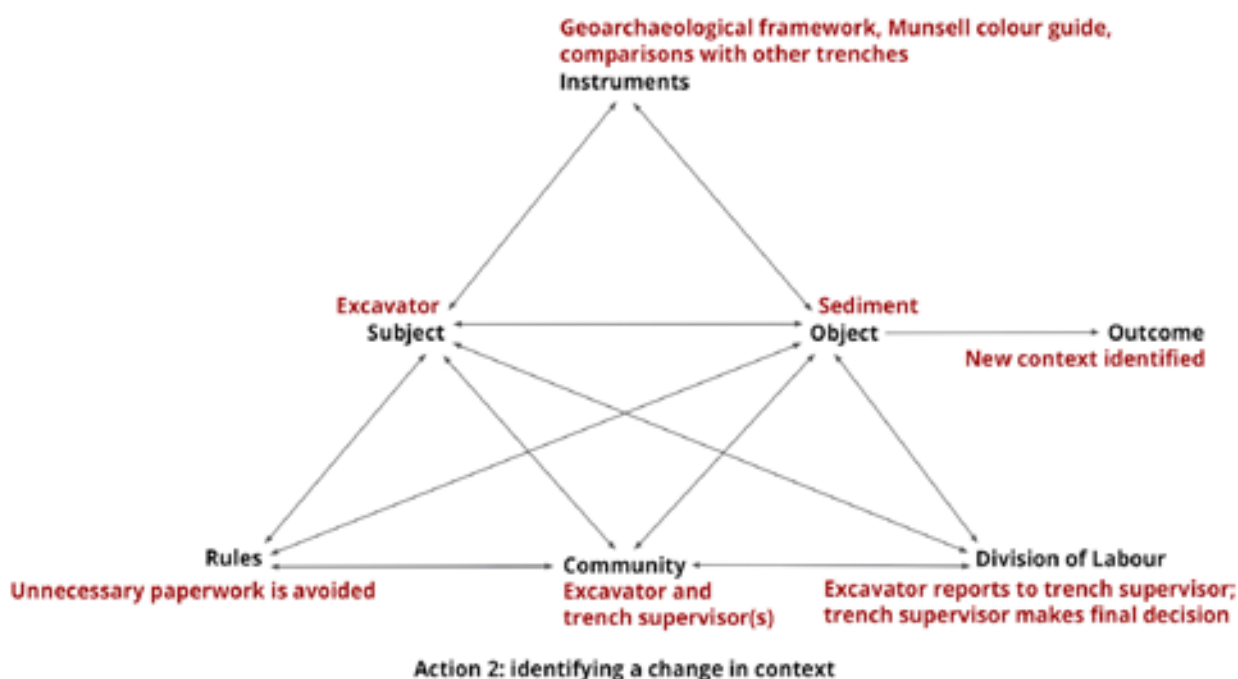 Geoarchaeological framework, Munsell colour guide,
comparisons with other trenches
Instruments
Excavator
Subject
Sediment
Object
Outcome
New context identified
Rules
Unnecessary paperwork is avoided
Community
Excavator and
trench supervisor(s)
Division of Labour
Excavator reports to trench supervisor;
trench supervisor makes final decision
Action 2: identifying a change in context